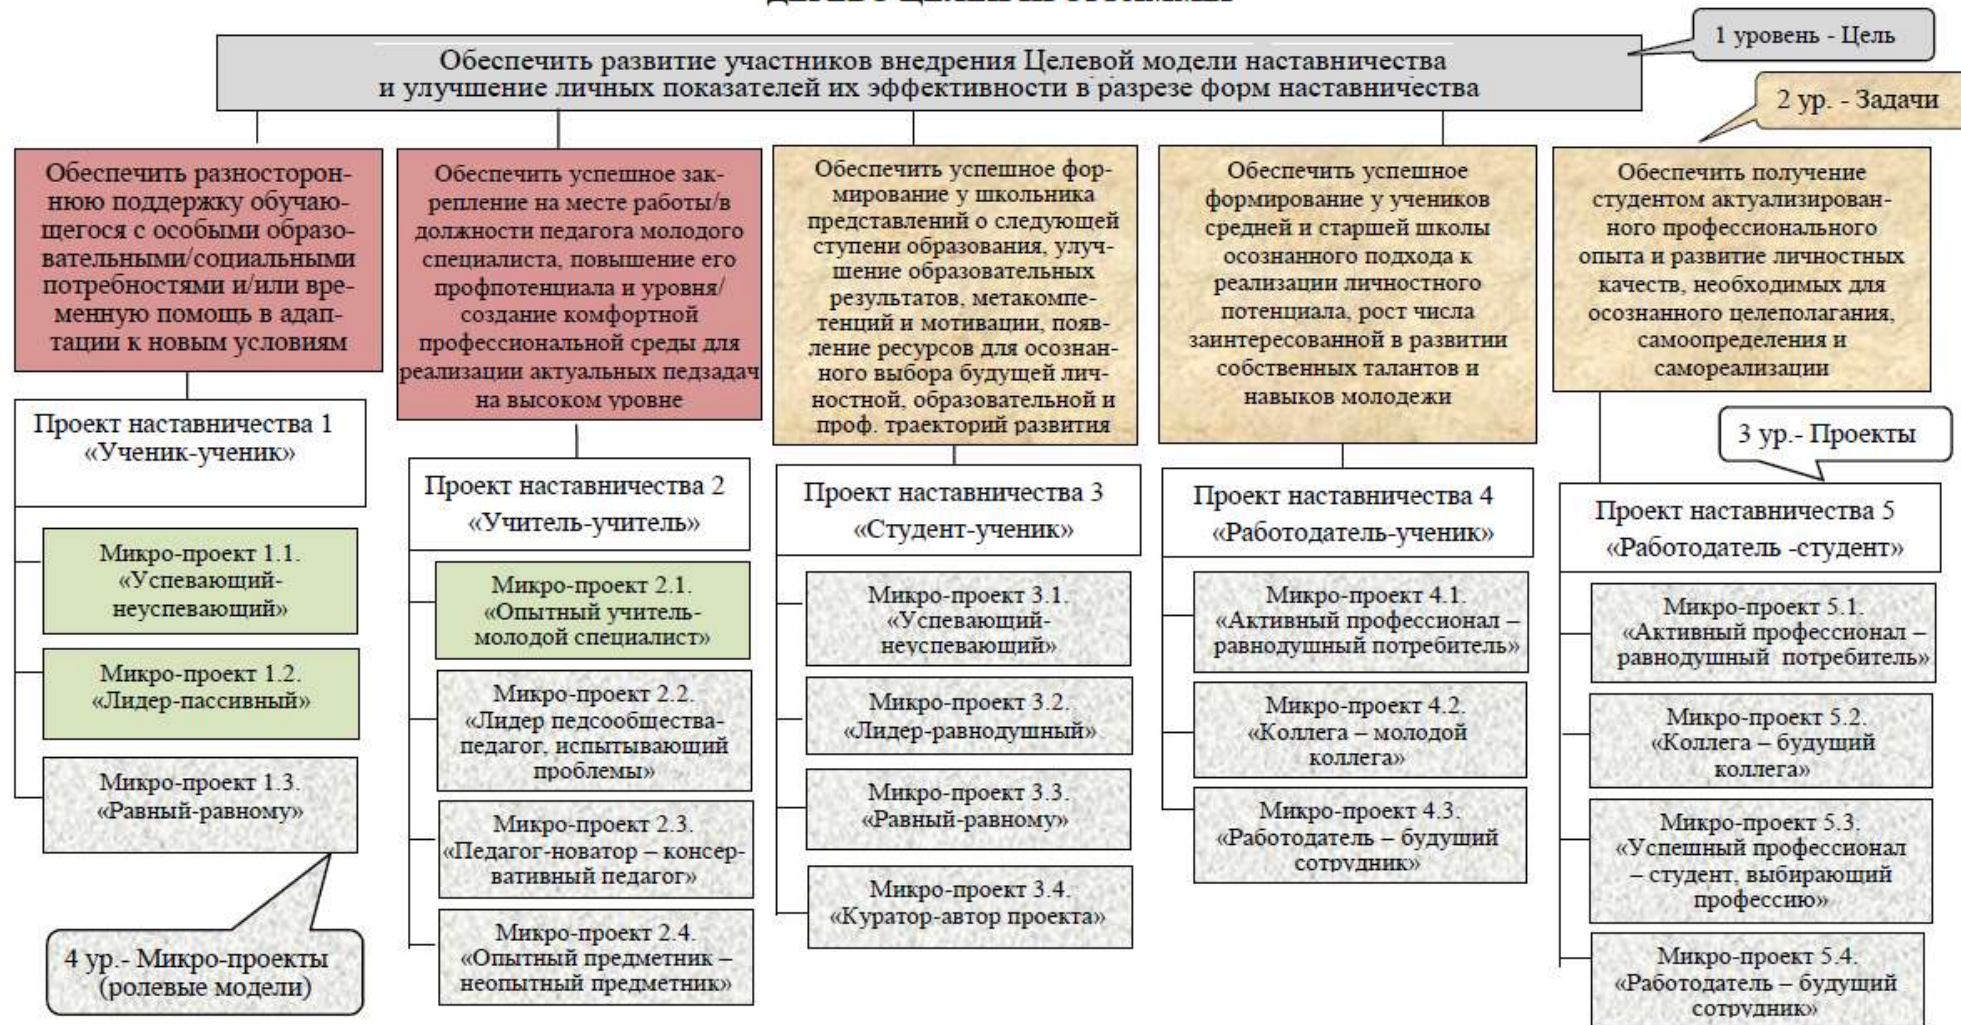 1 уровень - Цель
Обеспечить развитие участников внедрения Целевой модели наставничества
и улучшение личных показателей их эффективности в разрезе форм наставничества
2 ур. - Задачи
Обеспечить разносторон-
нюю поддержку обучаю-
щегося с особыми образо-
вательными/социальными
потребностями и/или вре-
менную помощь в адап-
тации к новым условиям
Обеспечить успешное зак-
репление на месте работы/в
должности педагога молодого
специалиста, повышение его
профпотенциала и уровня/
создание комфортной
профессиональной среды для
реализации актуальных педзадач
на высоком уровне
Обеспечить успешное фор-
мирование у школьника
представлений о следующей
ступени образования, улуч-
шение образовательных
результатов, метакомпе-
тенций и мотивации, появ-
ление ресурсов для осознан-
ного выбора будущей лич-
ностной, образовательной и
проф. траекторий развития
Обеспечить успешное
формирование у учеников
средней и старшей школы
осознанного подхода к
реализации личностного
потенциала, рост числа
заинтересованной в развитии
собственных талантов и
навыков молодежи
Обеспечить получение
студентом актуализирован-
ного профессионального
опыта и развитие личностных
качеств, необходимых для
осознанного целеполагания,
самоопределения и
самореализации
3 ур.- Проекты
Проект наставничества 1
«Ученик-ученик»
Микро-проект 1.1.
«Успевающий-
неуспевающий»
Микро-проект 1.2.
«Лидер-пассивный»
Микро-проект 1.3.
«Равный-равному»
4 ур.- Микро-проекты
(ролевые модели)
Проект наставничества 2
«Учитель-учитель»
Микро-проект 2.1.
«Опытный учитель-
молодой специалист»
Микро-проект 2.2.
«Лидер педсообщества-
педагог, испытывающий
проблемы»
Микро-проект 2.3.
«Педагог-новатор – консер-
вативный педагог»
Микро-проект 2.4.
«Опытный предметник –
неопытный предметник»
Проект наставничества 3
«Студент-ученик»
Микро-проект 3.1.
«Успевающий-
неуспевающий»
Микро-проект 3.2.
«Лидер-равнодушный»
Микро-проект 3.3.
«Равный-равному»
Микро-проект 3.4.
«Куратор-автор проекта»
Проект наставничества 4
«Работодатель-ученик»
Микро-проект 4.1.
«Активный профессионал –
равнодушный потребитель»
Микро-проект 4.2.
«Коллега – молодой
коллега»
Микро-проект 4.3.
«Работодатель – будущий
сотрудник»
Проект наставничества 5
«Работодатель -студент»
Микро-проект 5.1.
«Активный профессионал –
равнодушный потребитель»
Микро-проект 5.2.
«Коллега – будущий
коллега»
Микро-проект 5.3.
«Успешный профессионал
– студент, выбирающий
профессию»
Микро-проект 5.4.
«Работодатель – будущий
сотрудник»